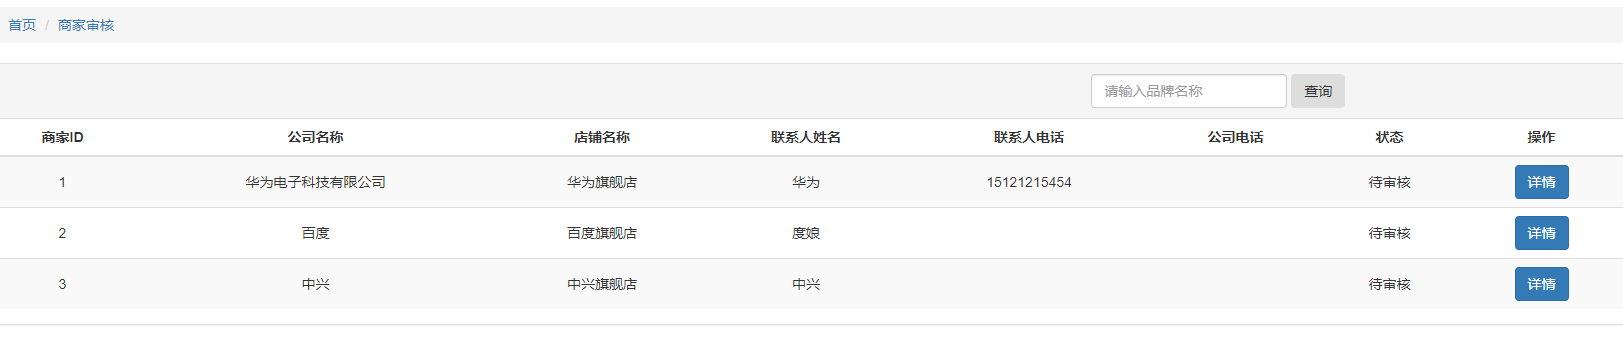 首页 / 商家审核
请输入品牌名称 查询
商家ID 公司名称 店铺名称 联系人姓名 联系人电话 公司电话 状态 操作
1 华为电子科技有限公司 华为旗舰店 华为 15121215454 待审核 详情
2 百度 百度旗舰店 度娘 待审核 详情
3 中兴 中兴旗舰店 中兴 待审核 详情